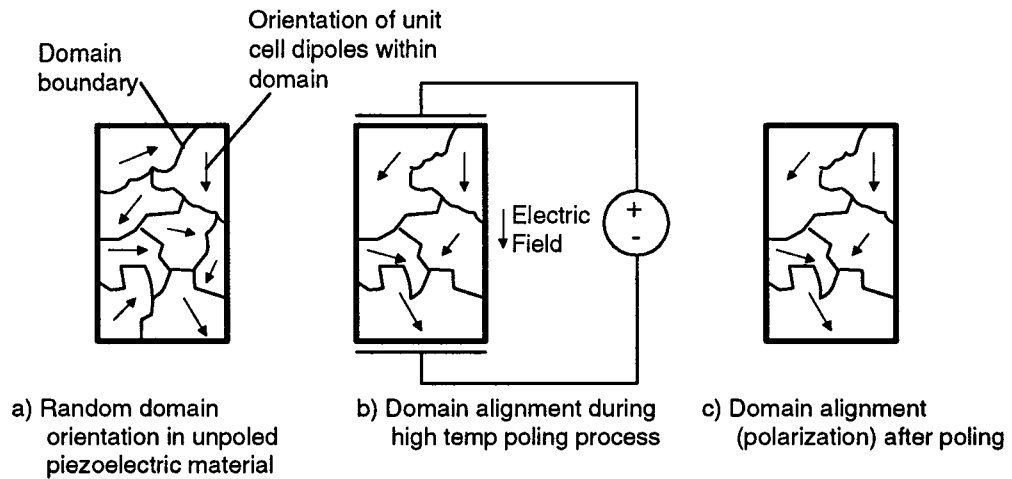 Orientation of unit
cell dipoles within
domain
Domain
boundary
Electric
Field
+
-
a) Random domain
orientation in unpoled
piezoelectric material
b) Domain alignment during
high temp poling process
c) Domain alignment
(polarization) after poling